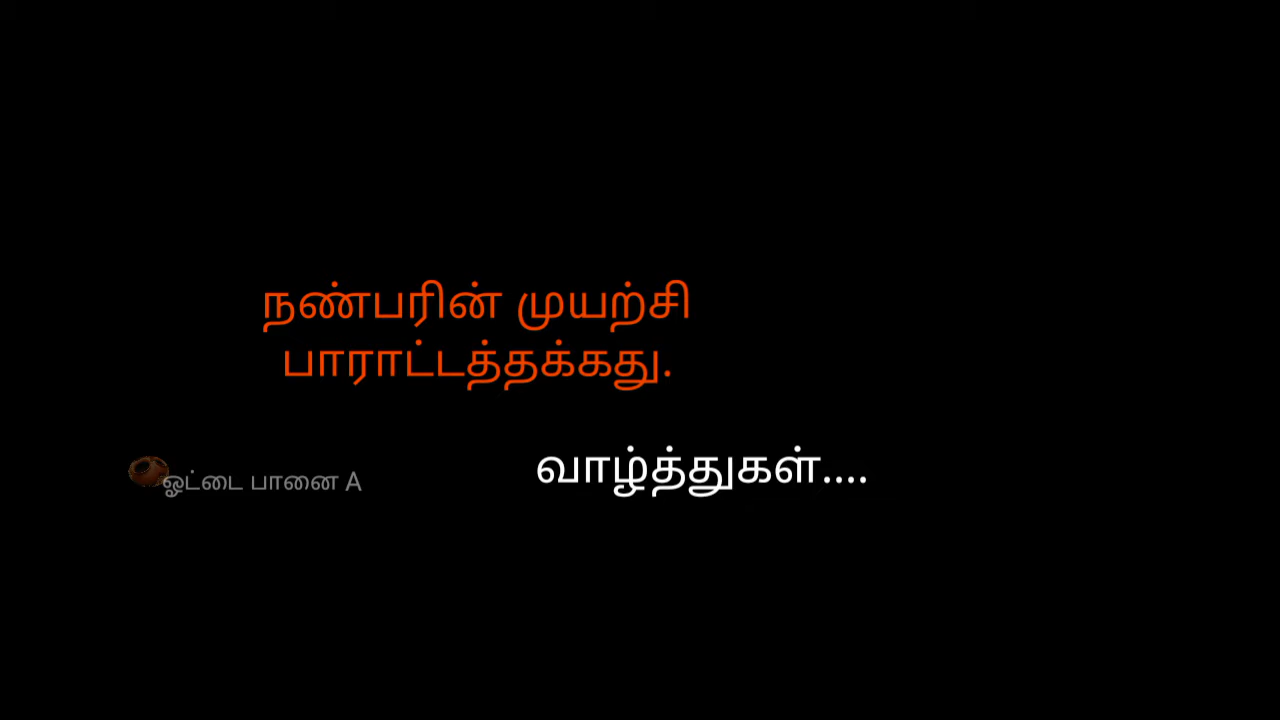 நண்பரின் முயற்சி
பாராட்டத்தக்கது.
வாழ்த்துகள்....
ஓட்டை பானை A